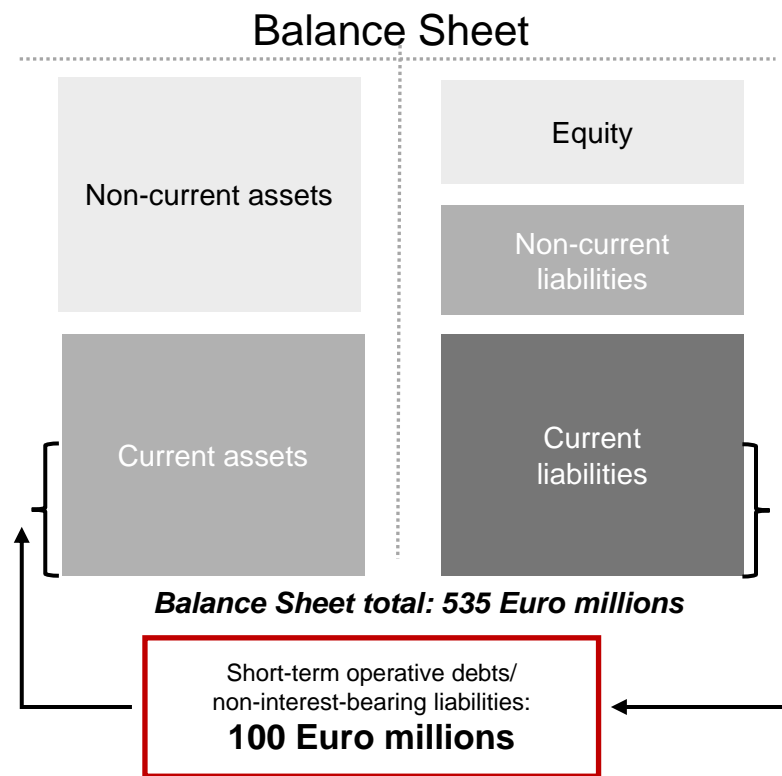 Balance Sheet
Non-current assets
Equity
Non-current
liabilities
Current assets
Current
liabilities
Balance Sheet total: 535 Euro millions
Short-term operative debts/
non-interest-bearing liabilities:
100 Euro millions